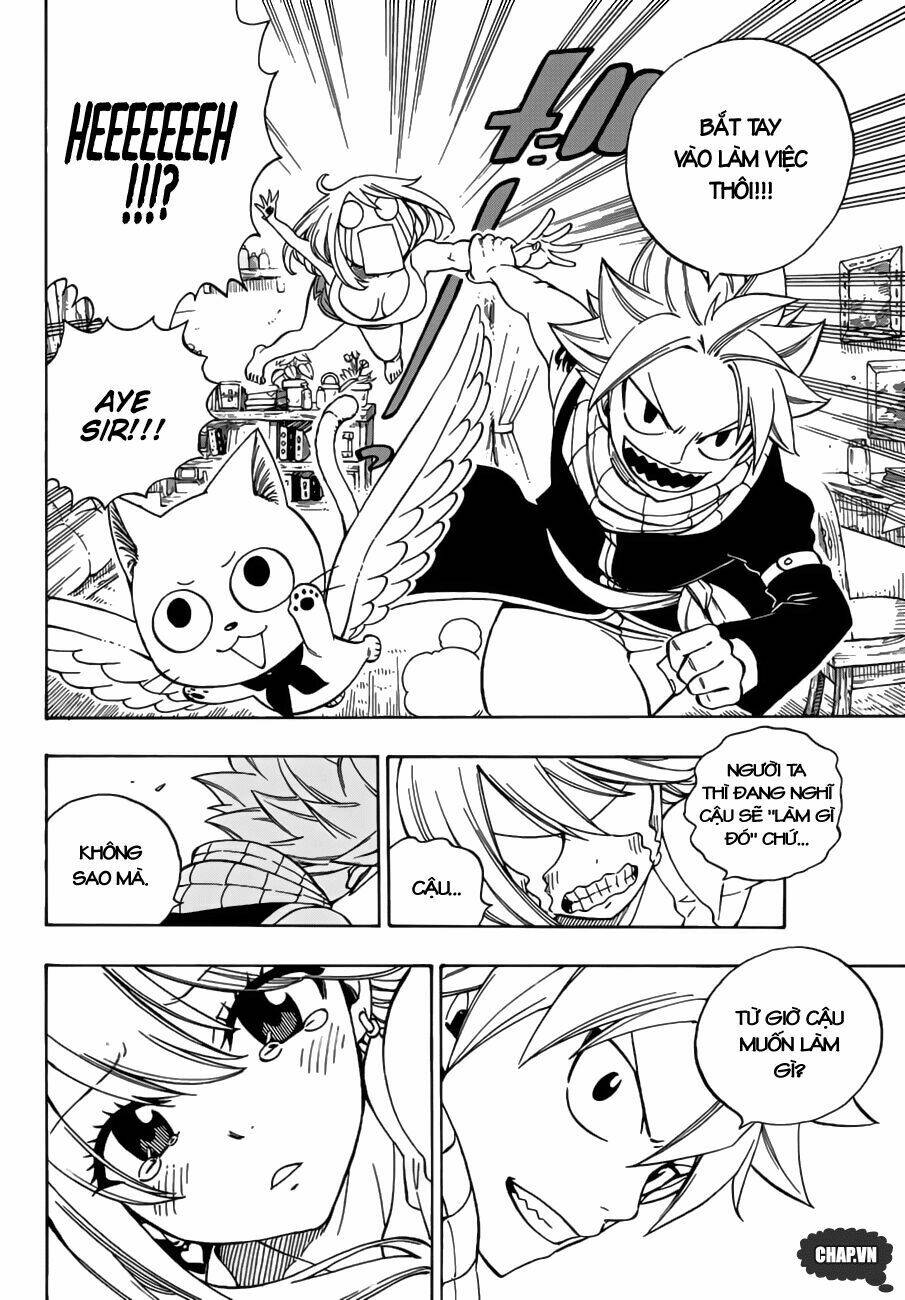 BẮT TAY
VÀO LÀM VIỆC
THÔI!!!
HEEEEEEEH
!!!?
AYE
SIR!!!
NGƯỜI TA
THÌ ĐANG NGHĨ
CẬU SẼ "LÀM GÌ
ĐÓ" CHỨ...
CẬU...
KHÔNG
SAO MÀ.
TỪ GIỜ CẬU
MUỐN LÀM
GÌ?
CHAP.VN